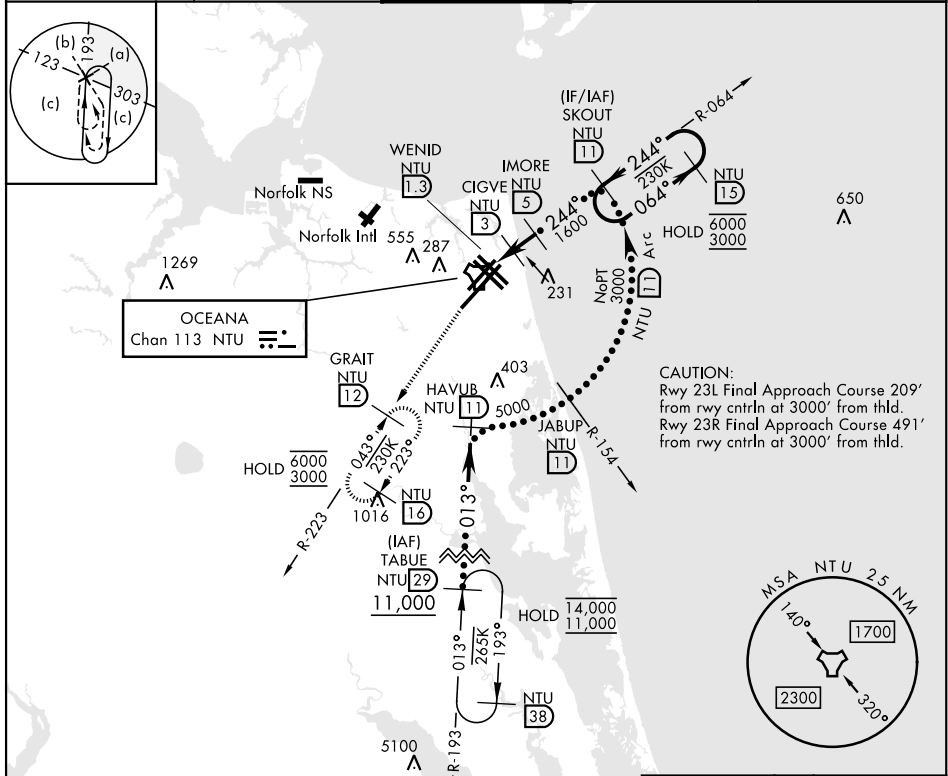 (b)
193
(a)
123
303
(c)
(c)
(IF/IAF)
SKOUT
NTU
11
R-064
244°
230K
064°
NTU
15
HOLD 6000
3000
650
WENID
NTU
1.3
CIGVE
NTU
3
IMORE
NTU
5
244°
1600
Norfolk NS
Norfolk Intl
555
287
1269
231
OCEANA
Chan 113 NTU
NoPT
3000
NTU 11 Arc
GRAIT
NTU
12
403
HAVUB
NTU 11
5000
JABUP
NTU
11
R-154
CAUTION:
Rwy 23L Final Approach Course 209'
from rwy cntrln at 3000' from thld.
Rwy 23R Final Approach Course 491'
from rwy cntrln at 3000' from thld.
043°
230K
223°
HOLD 6000
3000
1016
NTU
16
R-223
013°
(IAF)
TABUE
NTU 29
11,000
HOLD 14,000
11,000
013°
265K
193°
NTU
38
R-193
5100
MSA NTU 25 NM
140°
1700
2300
320°